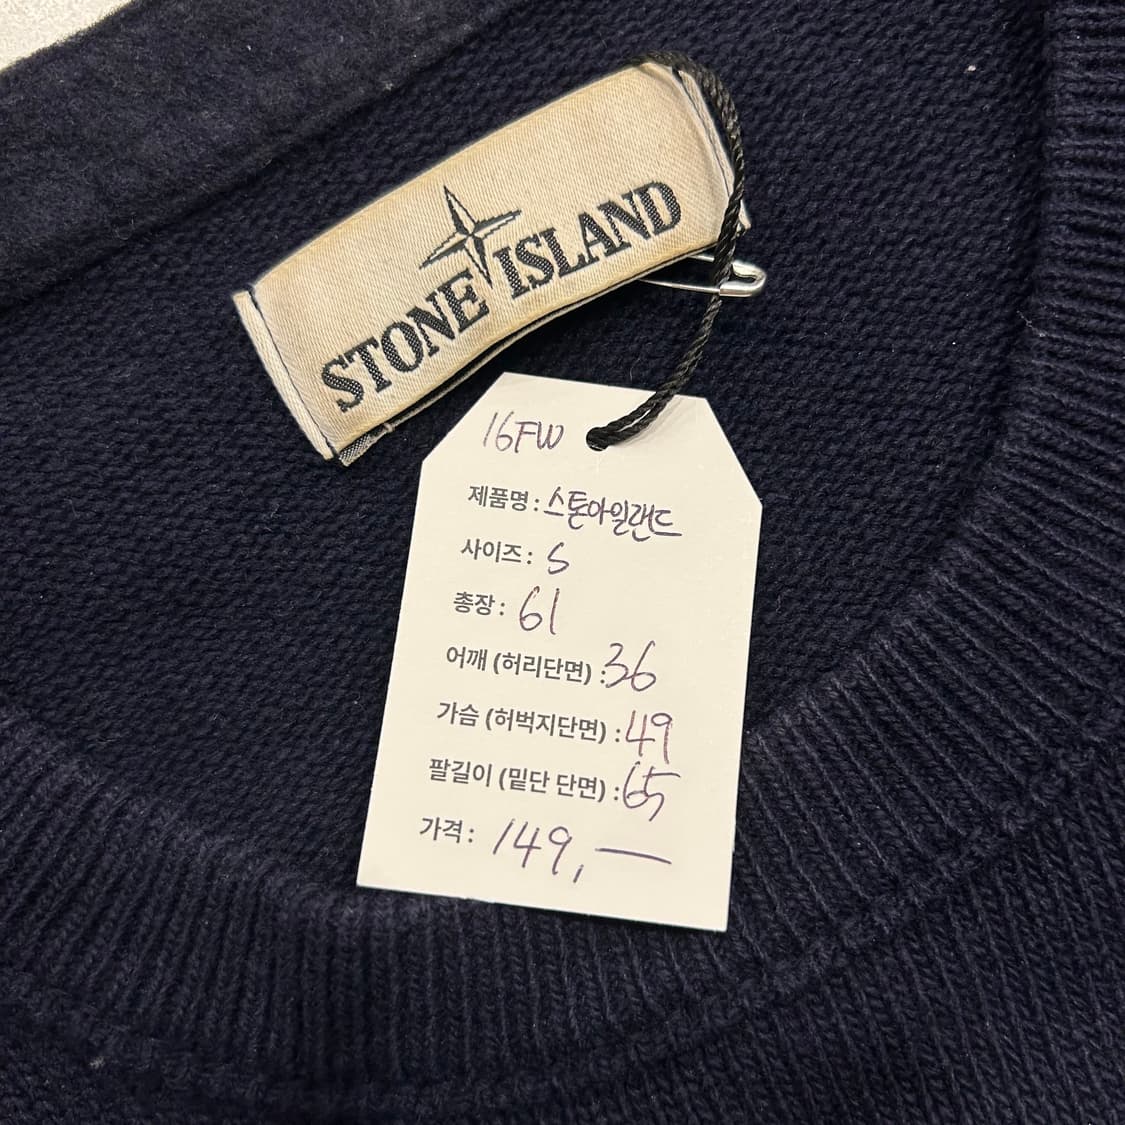 STONE ISLAND
16FW
제품명 : 스톤아일랜드
사이즈 : S
총장 : 61
어깨 (허리단면) : 36
가슴 (허벅지단면) : 49
팔길이 (밑단 단면) : 65
가격 : 149,—